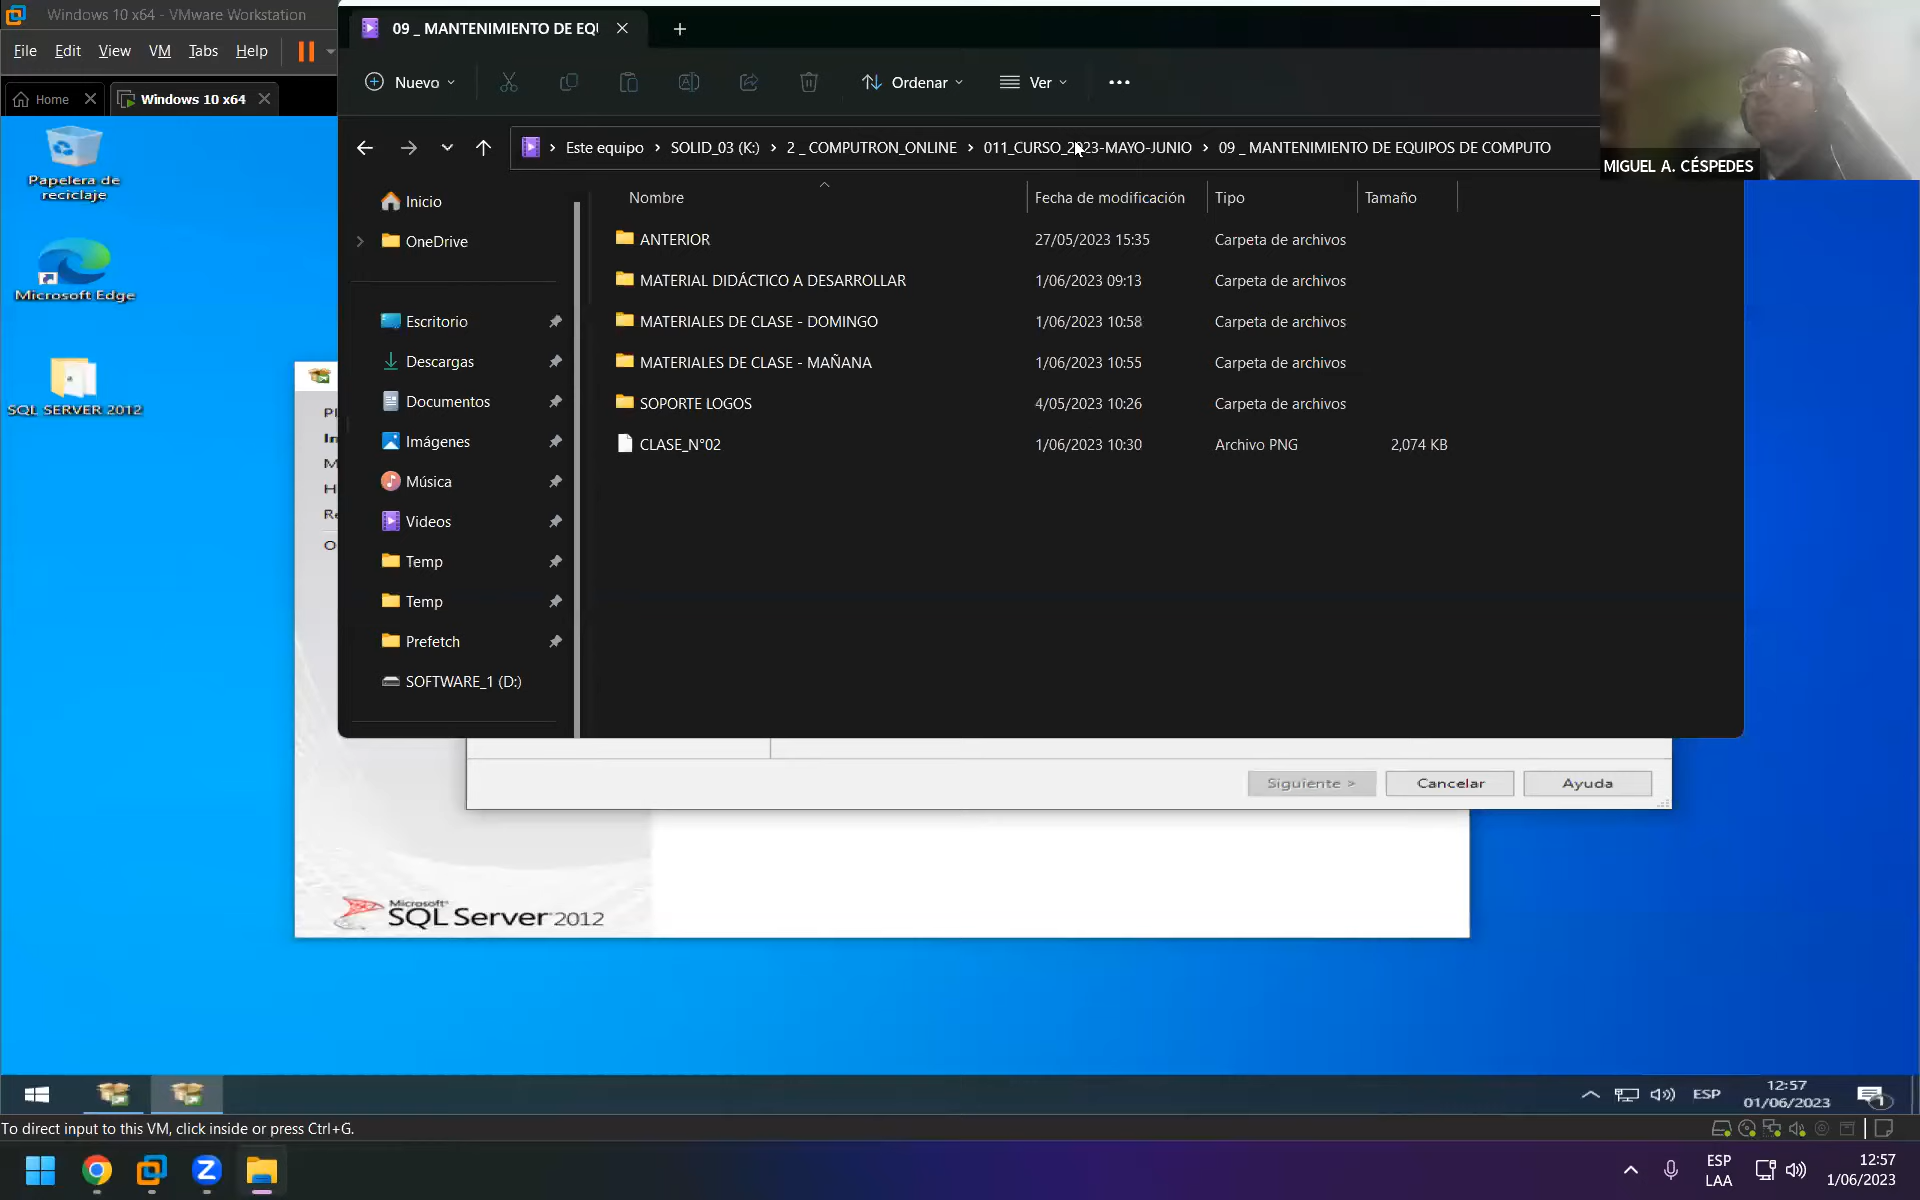 Windows 10 x64 - VMware Workstation
File Edit View VM Tabs Help
Home
Windows 10 x64
09 _ MANTENIMIENTO DE EQU
Nuevo
Ordenar
Ver
Este equipo
SOLID_03 (K:)
2 _ COMPUTRON_ONLINE
011_CURSO_2023-MAYO-JUNIO
09 _ MANTENIMIENTO DE EQUIPOS DE COMPUTO
MIGUEL A. CÉSPEDES
Papelera de
reciclaje
Microsoft Edge
SQL SERVER 2012
Inicio
OneDrive
Escritorio
Descargas
Documentos
Imágenes
Música
Videos
Temp
Temp
Prefetch
SOFTWARE_1 (D:)
Nombre Fecha de modificación Tipo Tamaño
ANTERIOR 27/05/2023 15:35 Carpeta de archivos
MATERIAL DIDÁCTICO A DESARROLLAR 1/06/2023 09:13 Carpeta de archivos
MATERIALES DE CLASE - DOMINGO 1/06/2023 10:58 Carpeta de archivos
MATERIALES DE CLASE - MAÑANA 1/06/2023 10:55 Carpeta de archivos
SOPORTE LOGOS 4/05/2023 10:26 Carpeta de archivos
CLASE_N°02 1/06/2023 10:30 Archivo PNG 2,074 KB
Siguiente > Cancelar Ayuda
Microsoft
SQL Server 2012
ESP
12:57
01/06/2023
1
To direct input to this VM, click inside or press Ctrl+G.
ESP
LAA
12:57
1/06/2023